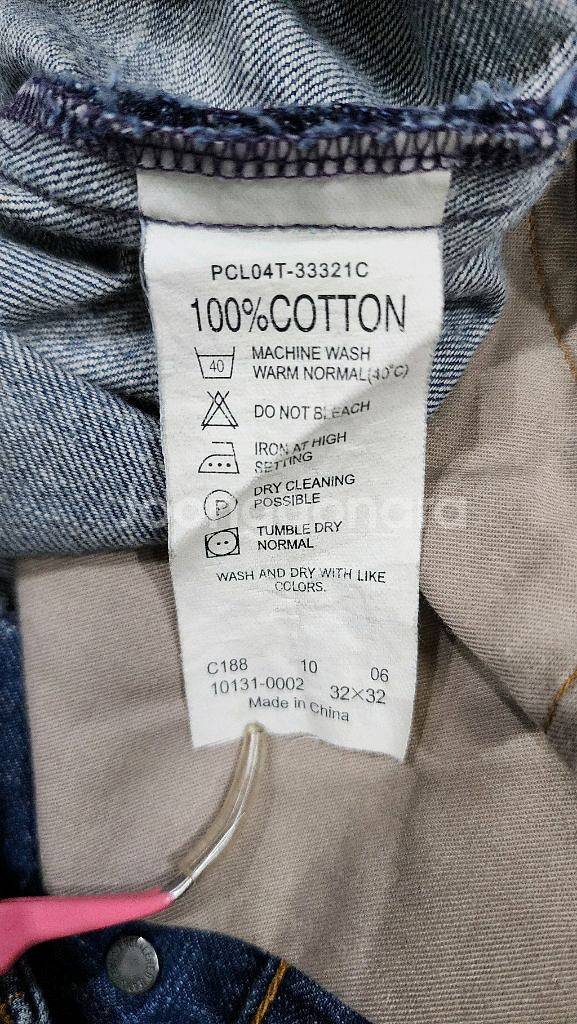 PCL04T-33321C
100%COTTON
40
MACHINE WASH
WARM NORMAL(40°C)
DO NOT BLEACH
IRON AT HIGH
SETTING
P
DRY CLEANING
POSSIBLE
TUMBLE DRY
NORMAL
WASH AND DRY WITH LIKE
COLORS.
C188 10 06
10131-0002 32×32
Made in China